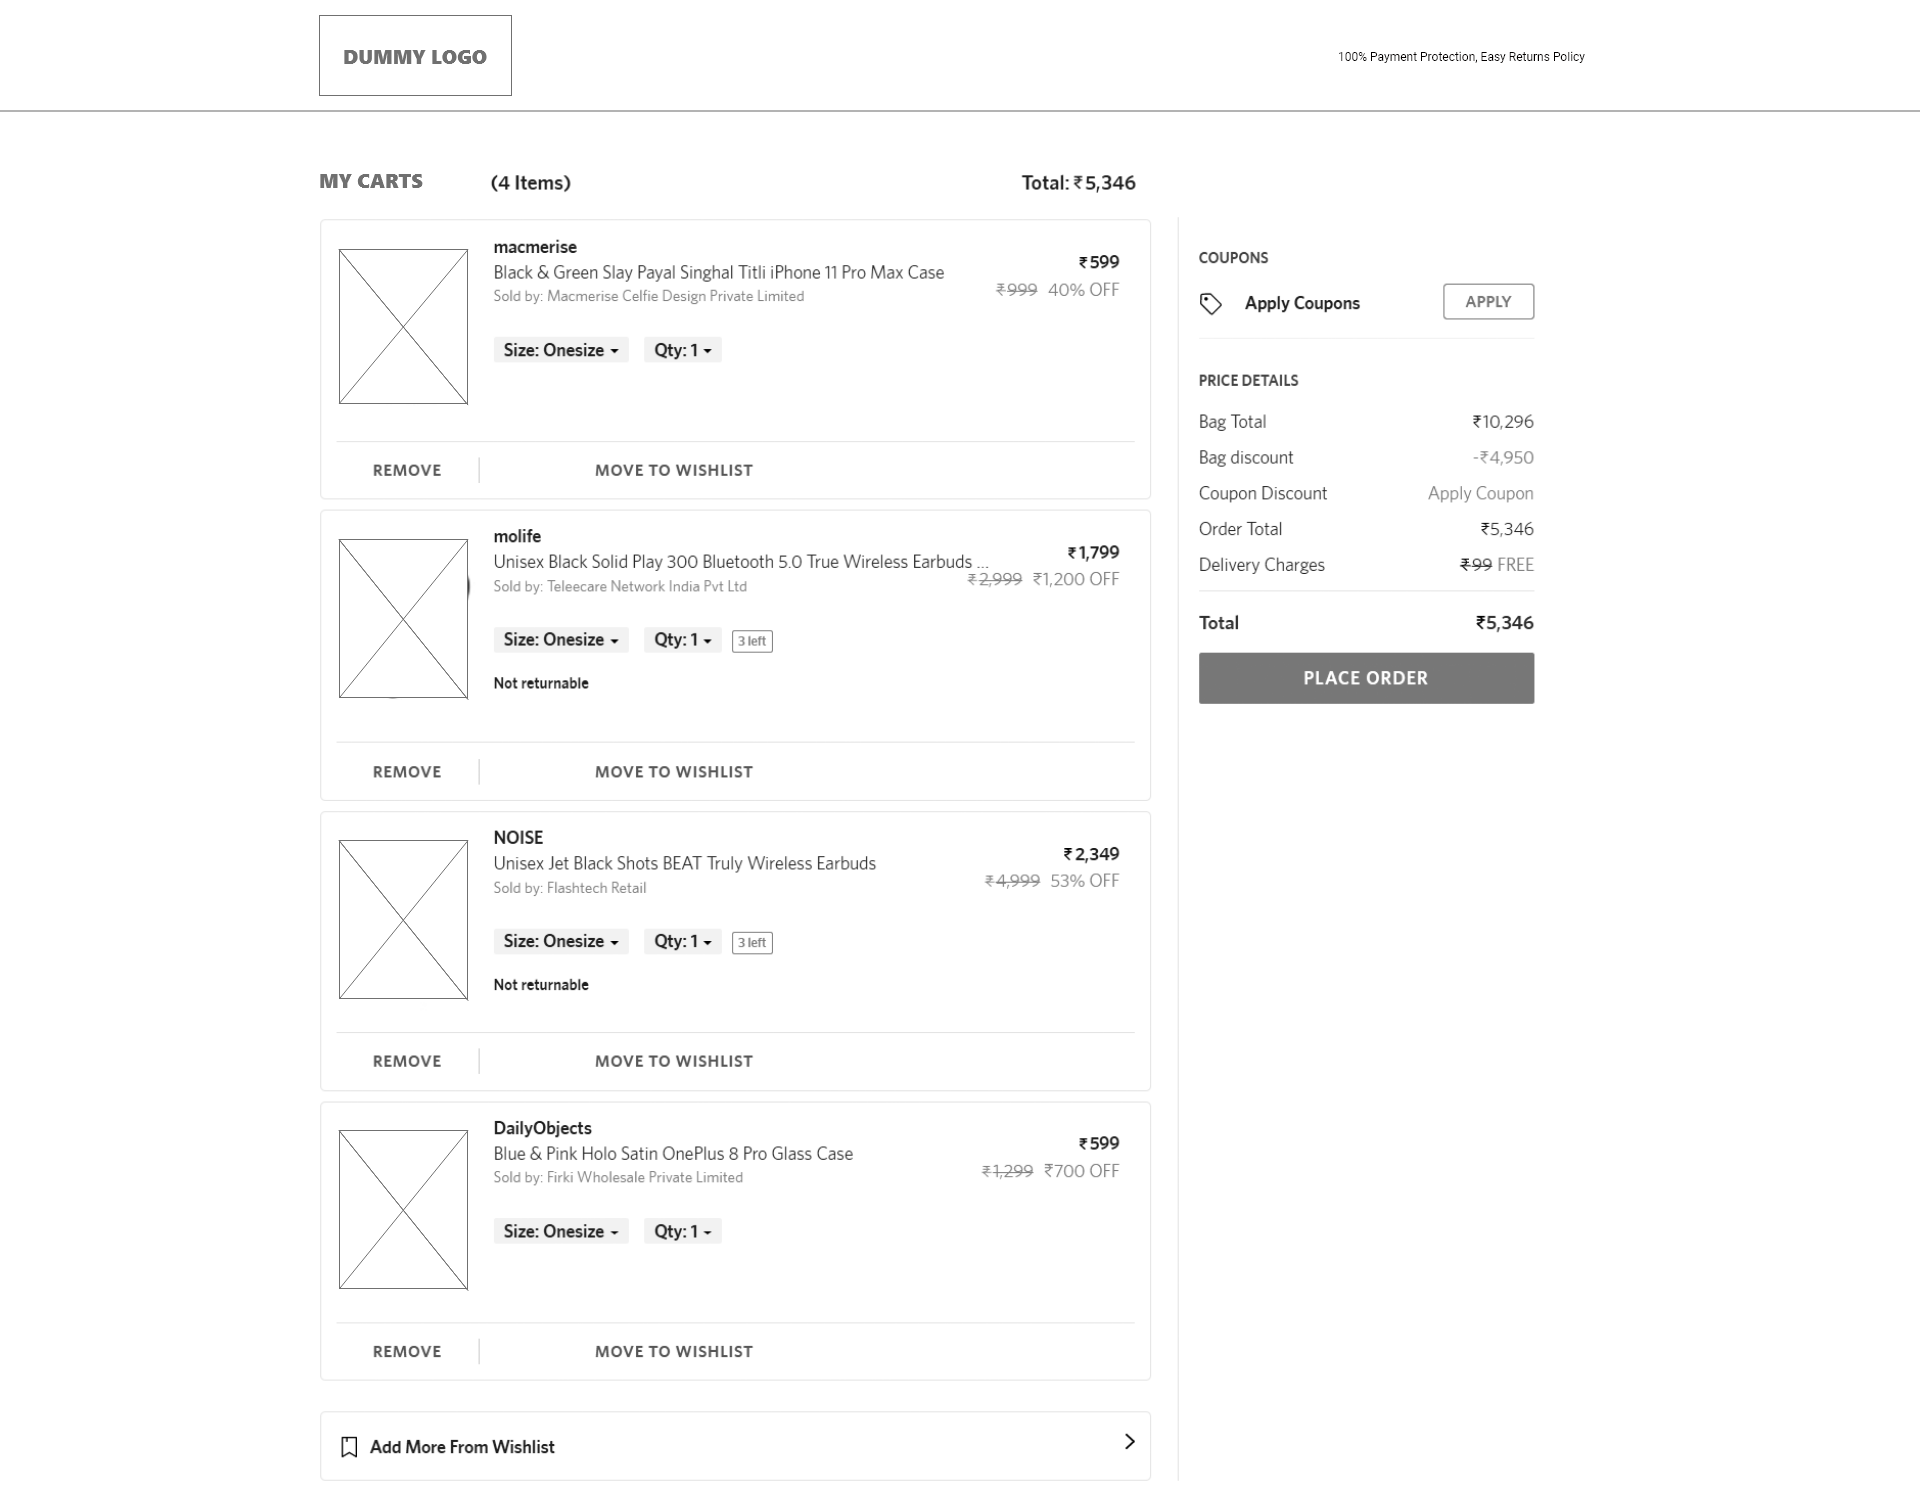 DUMMY LOGO
100% Payment Protection, Easy Returns Policy
MY CARTS (4 Items) Total: ₹5,346
macmerise
Black & Green Slay Payal Singhal Titli iPhone 11 Pro Max Case
Sold by: Macmerise Celfie Design Private Limited
₹599
₹999 40% OFF
Size: Onesize Qty: 1
REMOVE MOVE TO WISHLIST
molife
Unisex Black Solid Play 300 Bluetooth 5.0 True Wireless Earbuds ...
Sold by: Teleecare Network India Pvt Ltd
₹1,799
₹2,999 ₹1,200 OFF
Size: Onesize Qty: 1 3 left
Not returnable
REMOVE MOVE TO WISHLIST
NOISE
Unisex Jet Black Shots BEAT Truly Wireless Earbuds
Sold by: Flashtech Retail
₹2,349
₹4,999 53% OFF
Size: Onesize Qty: 1 3 left
Not returnable
REMOVE MOVE TO WISHLIST
DailyObjects
Blue & Pink Holo Satin OnePlus 8 Pro Glass Case
Sold by: Firki Wholesale Private Limited
₹599
₹1,299 ₹700 OFF
Size: Onesize Qty: 1
REMOVE MOVE TO WISHLIST
Add More From Wishlist
COUPONS
Apply Coupons APPLY
PRICE DETAILS
Bag Total ₹10,296
Bag discount -₹4,950
Coupon Discount Apply Coupon
Order Total ₹5,346
Delivery Charges ₹99 FREE
Total ₹5,346
PLACE ORDER